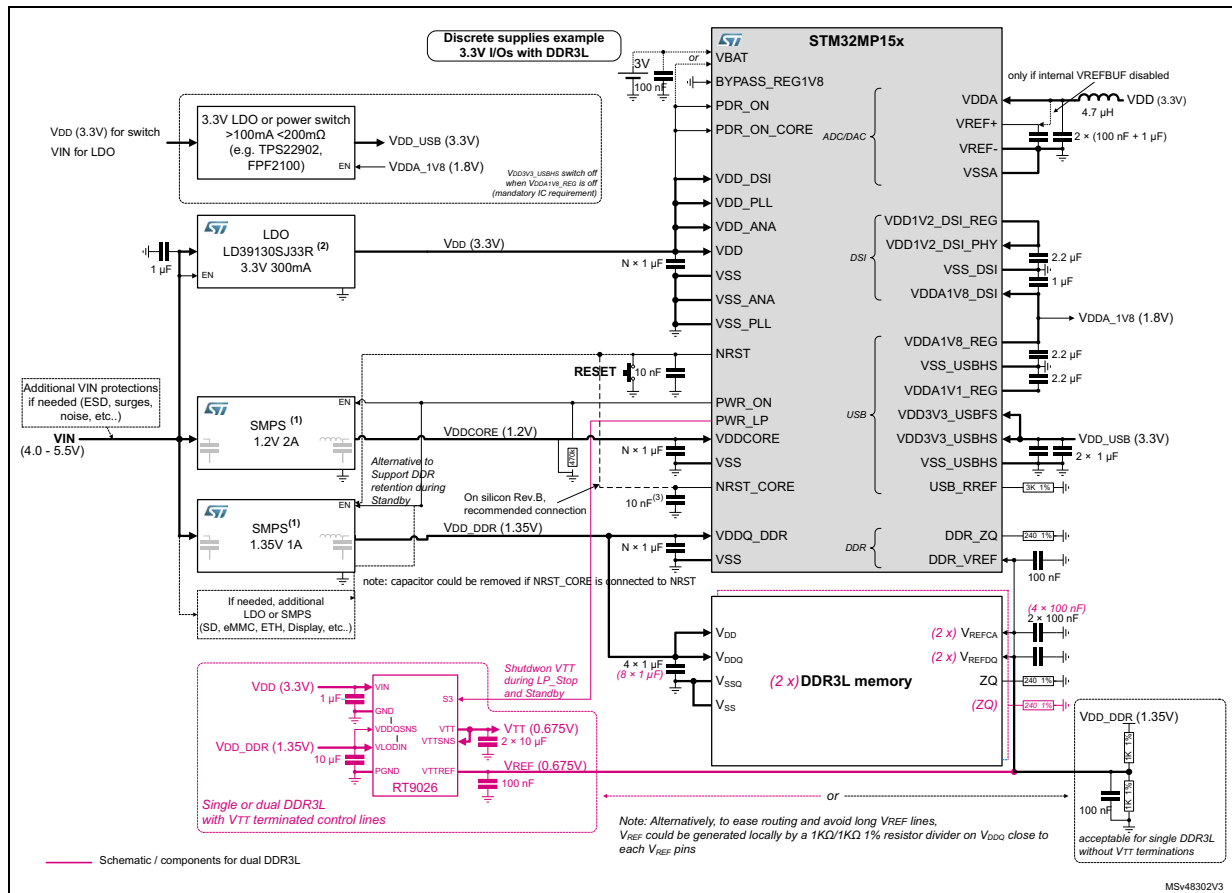 Discrete supplies example
3.3V I/Os with DDR3L
STM32MP15x
3V
or
100 nF
VBAT
BYPASS_REG1V8
PDR_ON
PDR_ON_CORE
VDD_DSI
VDD_PLL
VDD_ANA
VDD
VSS
VSS_ANA
VSS_PLL
NRST
PWR_ON
PWR_LP
VDDCORE
VSS
NRST_CORE
VDDQ_DDR
VSS
ADC/DAC
DSI
USB
DDR
only if internal VREFBUF disabled
VDDA
VREF+
VREF-
VSSA
VDD (3.3V)
4.7 µH
2 × (100 nF + 1µF)
VDD1V2_DSI_REG
VDD1V2_DSI_PHY
VSS_DSI
VDDA1V8_DSI
2.2 µF
1 µF
VDDA_1V8 (1.8V)
VDDA1V8_REG
VSS_USBHS
VDDA1V1_REG
2.2 µF
2.2 µF
VDD3V3_USBFS
VDD3V3_USBHS
VSS_USBHS
VDD_USB (3.3V)
2 × 1 µF
USB_RREF
3K 1%
DDR_ZQ
240 1%
DDR_VREF
100 nF
VDD (3.3V) for switch
VIN for LDO
3.3V LDO or power switch
>100mA <200mΩ
(e.g. TPS22902,
FPF2100)
EN
VDD_USB (3.3V)
VDDA_1V8 (1.8V)
VDD3V3_USBHS switch off
when VDDA1V8_REG is off
(mandatory IC requirement)
1 µF
EN
LDO
LD39130SJ33R (2)
3.3V 300mA
VDD (3.3V)
N × 1 µF
RESET
10 nF
Additional VIN protections
if needed (ESD, surges,
noise, etc..)
VIN
(4.0 - 5.5V)
EN
SMPS (1)
1.2V 2A
VDDCORE (1.2V)
470k
N × 1 µF
Alternative to
Support DDR
retention during
Standby
On silicon Rev.B,
recommended connection
10 nF(3)
EN
SMPS(1)
1.35V 1A
VDD_DDR (1.35V)
N × 1 µF
note: capacitor could be removed if NRST_CORE is connected to NRST
If needed, additional
LDO or SMPS
(SD, eMMC, ETH, Display, etc..)
VDD
VDDQ
VSSQ
VSS
4 × 1 µF
(8 × 1 µF)
(2 x) DDR3L memory
(2 x) VREFCA
(2 x) VREFDQ
ZQ
(ZQ)
(4 × 100 nF)
2 × 100 nF
240 1%
240 1%
Shutdwon VTT
during LP_Stop
and Standby
VDD (3.3V)
1 µF
VDD_DDR (1.35V)
10 µF
VIN
GND
VDDQSNS
VLODIN
PGND
S3
VTT
VTTSNS
VTTREF
RT9026
VTT (0.675V)
2 × 10 µF
VREF (0.675V)
100 nF
Single or dual DDR3L
with VTT terminated control lines
or
Note: Alternatively, to ease routing and avoid long VREF lines,
VREF could be generated locally by a 1KΩ/1KΩ 1% resistor divider on VDDQ close to
each VREF pins
VDD_DDR (1.35V)
1K 1%
1K 1%
100 nF
acceptable for single DDR3L
without VTT terminations
Schematic / components for dual DDR3L
MSv48302V3